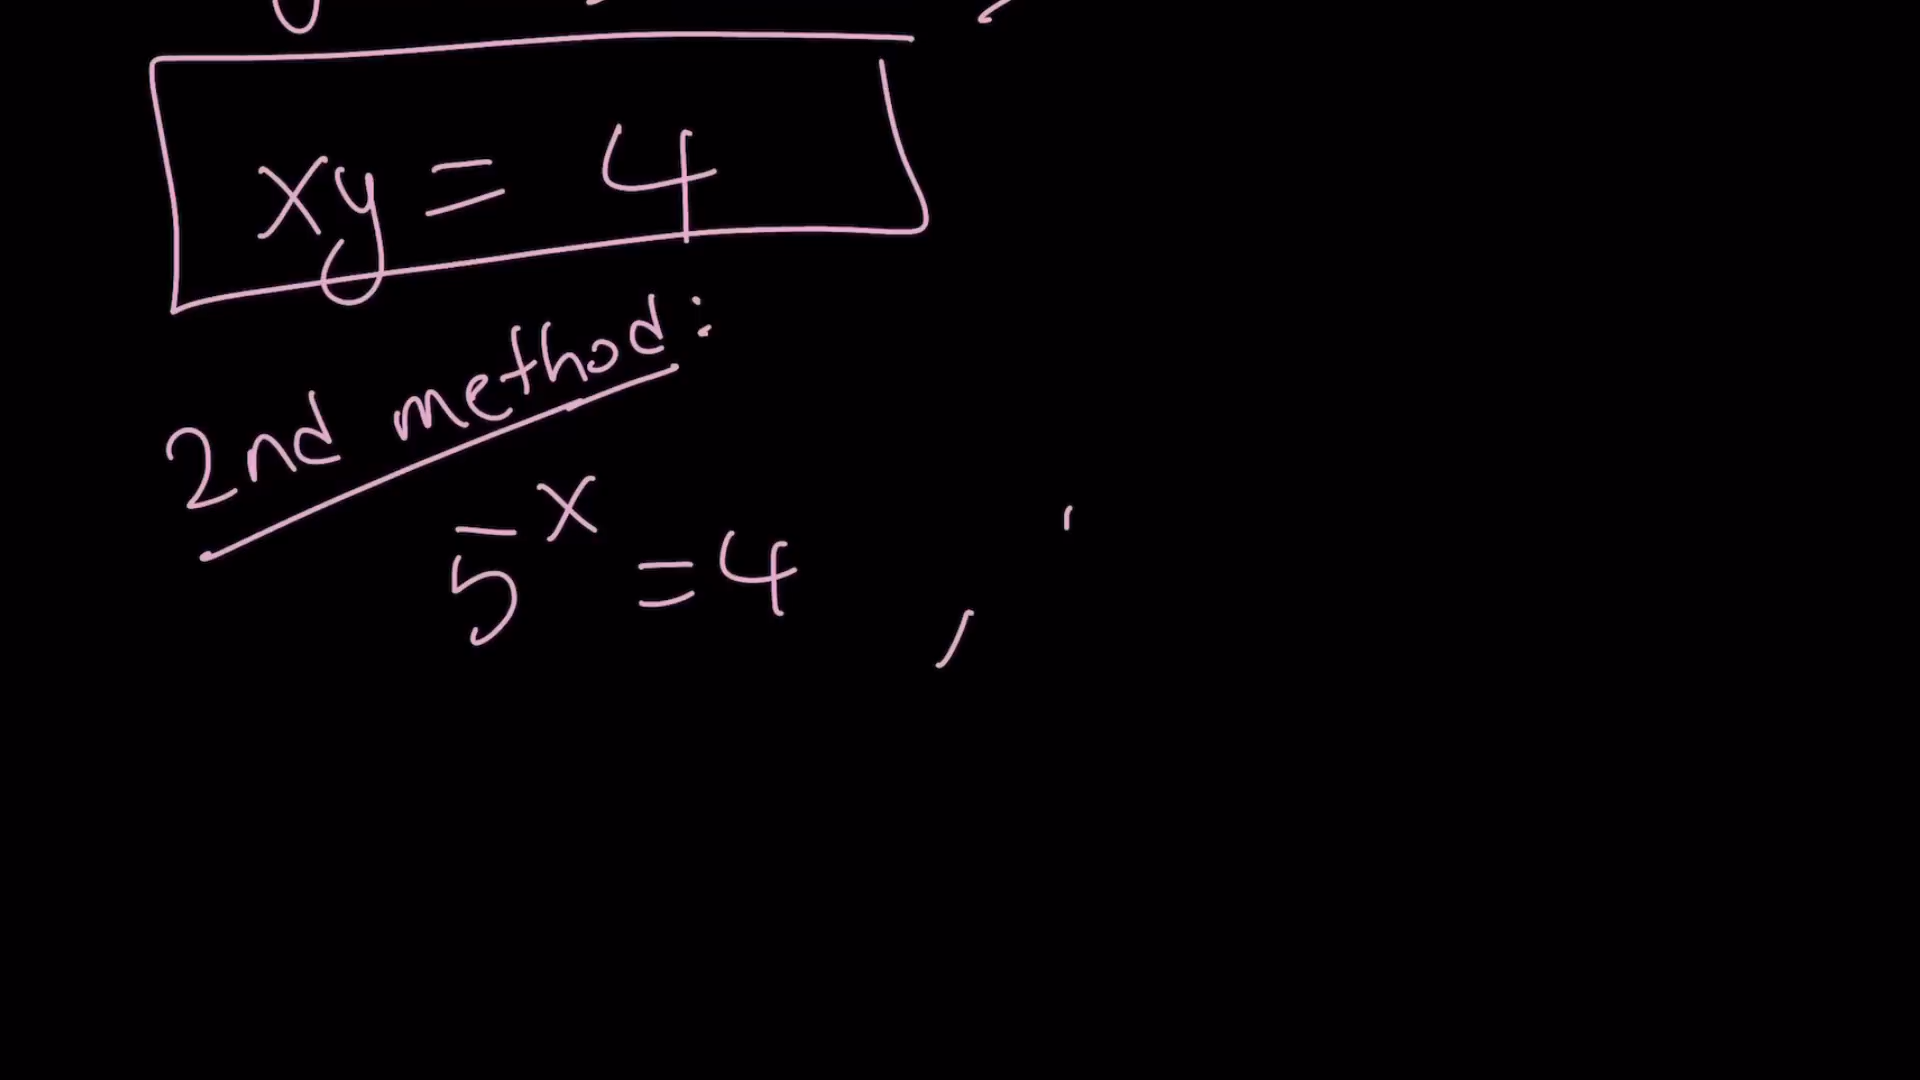 xy = 4
2nd method:
5^x = 4 ,